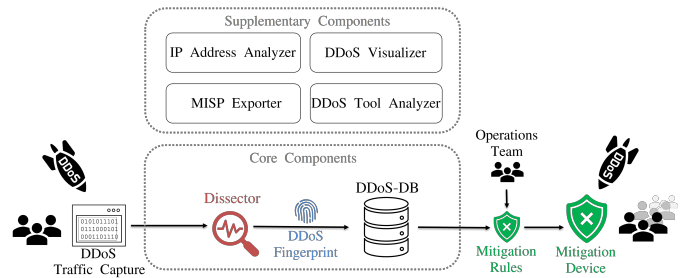 Supplementary Components
IP Address Analyzer
DDoS Visualizer
MISP Exporter
DDoS Tool Analyzer
Core Components
Operations
Team
DDoS
DDoS
Dissector
DDoS-DB
0101011101
0111000101
0001110110
DDoS
Traffic Capture
DDoS
Fingerprint
Mitigation
Rules
Mitigation
Device